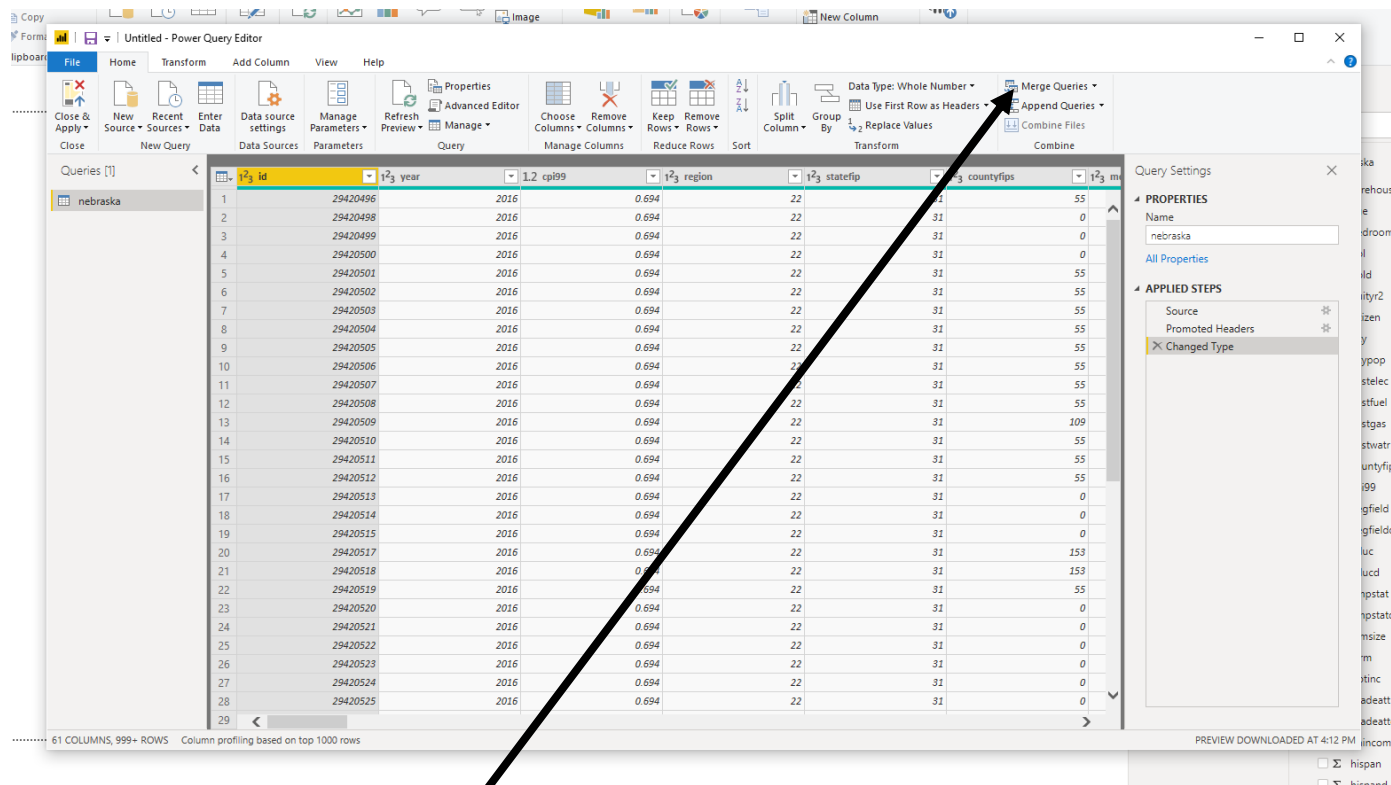 Copy
Image
New Column
Untitled - Power Query Editor
File Home Transform Add Column View Help
Close & Apply
New Source
Recent Sources
Enter Data
Data source settings
Manage Parameters
Refresh Preview
Properties
Advanced Editor
Manage
Choose Columns
Remove Columns
Keep Rows
Remove Rows
Split Column
Group By
Data Type: Whole Number
Use First Row as Headers
Replace Values
Merge Queries
Append Queries
Combine Files
Close New Query Data Sources Parameters Query Manage Columns Reduce Rows Sort Transform Combine
Queries [1]
nebraska
id year 1.2 cpi99 region statefip countyfips
1 29420496 2016 0.694 22 31 55
2 29420498 2016 0.694 22 31 0
3 29420499 2016 0.694 22 31 0
4 29420500 2016 0.694 22 31 0
5 29420501 2016 0.694 22 31 55
6 29420502 2016 0.694 22 31 55
7 29420503 2016 0.694 22 31 55
8 29420504 2016 0.694 22 31 55
9 29420505 2016 0.694 22 31 55
10 29420506 2016 0.694 22 31 55
11 29420507 2016 0.694 22 31 55
12 29420508 2016 0.694 22 31 55
13 29420509 2016 0.694 22 31 109
14 29420510 2016 0.694 22 31 55
15 29420511 2016 0.694 22 31 55
16 29420512 2016 0.694 22 31 55
17 29420513 2016 0.694 22 31 0
18 29420514 2016 0.694 22 31 0
19 29420515 2016 0.694 22 31 0
20 29420517 2016 0.694 22 31 153
21 29420518 2016 0.694 22 31 153
22 29420519 2016 0.694 22 31 55
23 29420520 2016 0.694 22 31 0
24 29420521 2016 0.694 22 31 0
25 29420522 2016 0.694 22 31 0
26 29420523 2016 0.694 22 31 0
27 29420524 2016 0.694 22 31 0
28 29420525 2016 0.694 22 31 0
29
Query Settings
PROPERTIES
Name
nebraska
All Properties
APPLIED STEPS
Source
Promoted Headers
Changed Type
61 COLUMNS, 999+ ROWS Column profiling based on top 1000 rows
PREVIEW DOWNLOADED AT 4:12 PM
Σ hispan